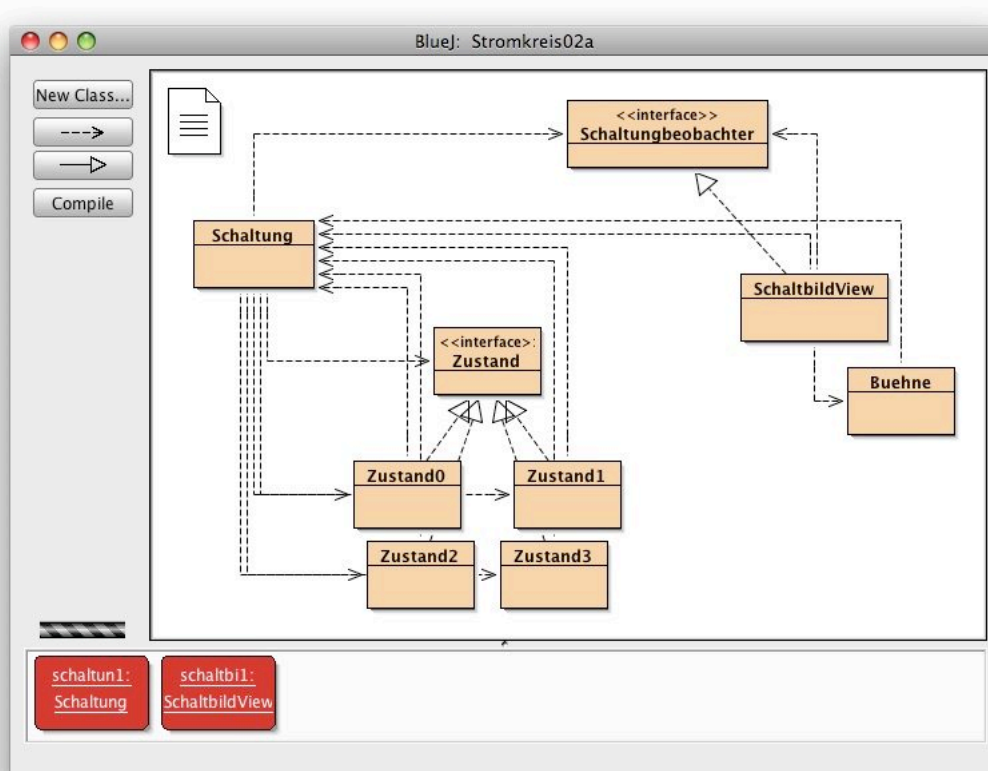 BlueJ: Stromkreis02a
New Class...
Compile
<<interface>>
Schaltungbeobachter
Schaltung
SchaltbildView
<<interface>:
Zustand
Buehne
Zustand0
Zustand1
Zustand2
Zustand3
schaltun1:
Schaltung
schaltbi1:
SchaltbildView